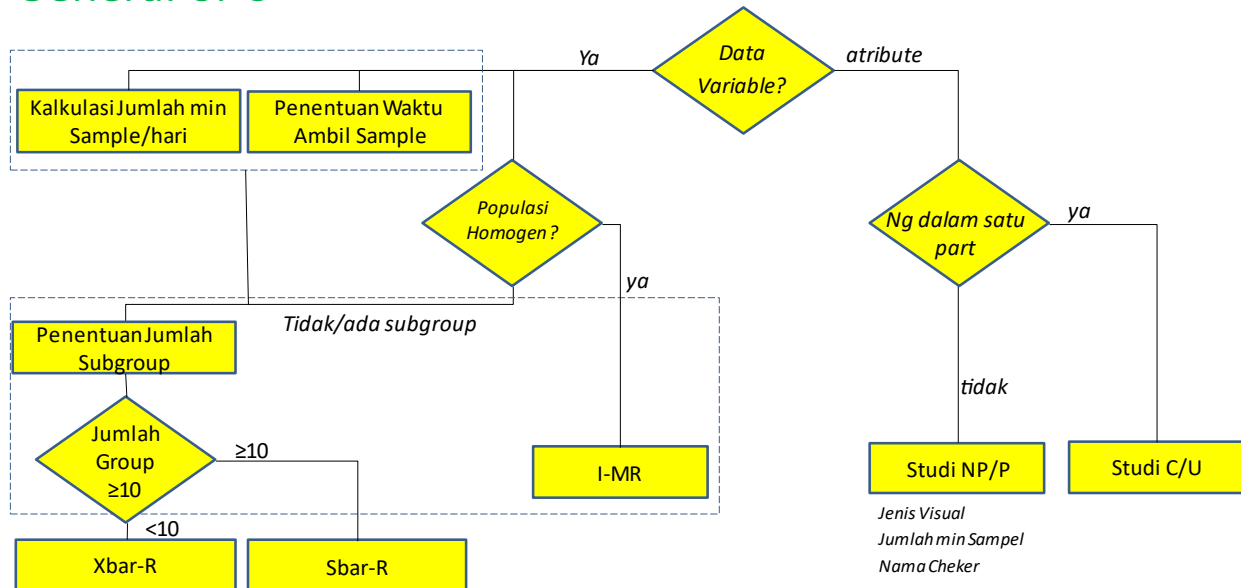 Ya
Data
Variable?
atribute
Kalkulasi Jumlah min
Sample/hari
Penentuan Waktu
Ambil Sample
Populasi
Homogen?
Ng dalam satu
part
ya
ya
Tidak/ada subgroup
Penentuan Jumlah
Subgroup
tidak
Jumlah
Group
≥10
≥10
I-MR
Studi NP/P
Studi C/U
<10
Xbar-R
Sbar-R
Jenis Visual
Jumlah min Sampel
Nama Cheker